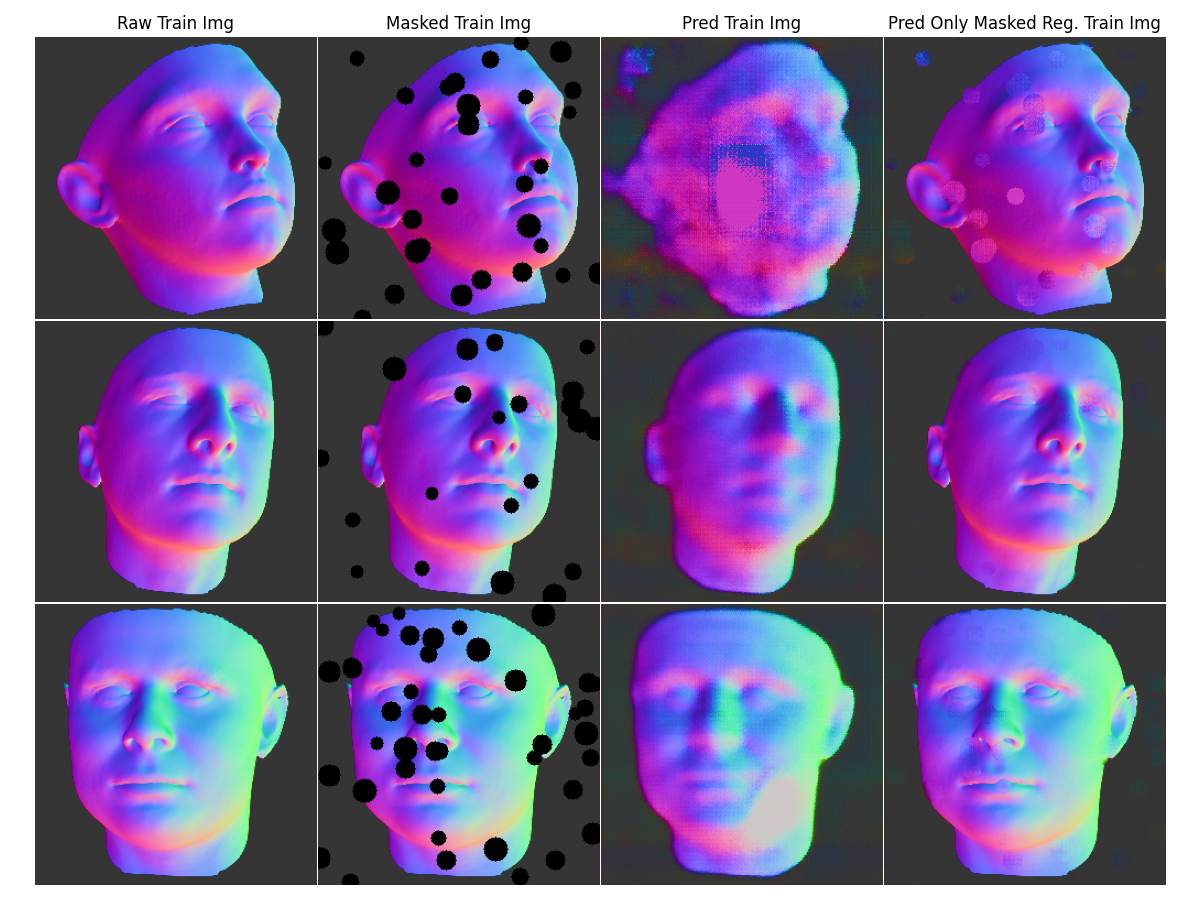 Raw Train Img
Masked Train Img
Pred Train Img
Pred Only Masked Reg. Train Img